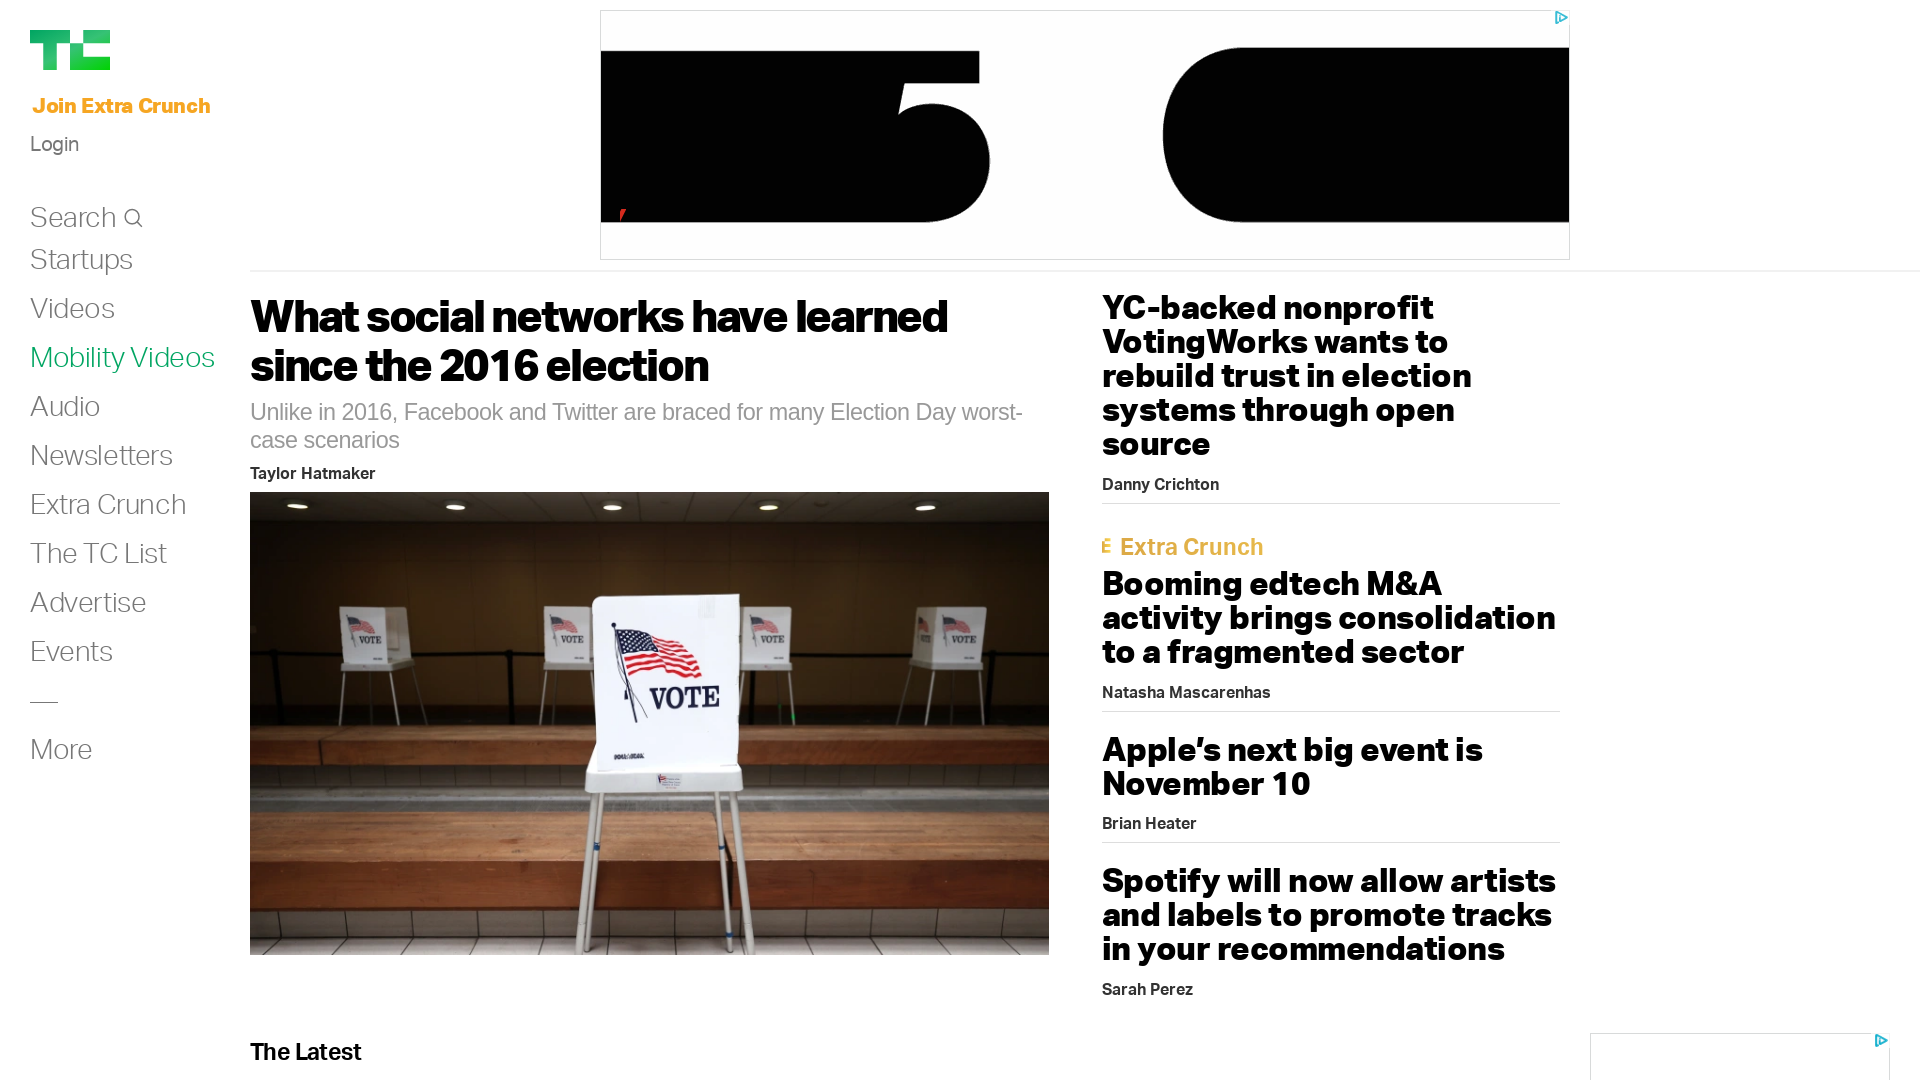 TC
Join Extra Crunch
Login
Search
Startups
Videos
Mobility Videos
Audio
Newsletters
Extra Crunch
The TC List
Advertise
Events
More
5
What social networks have learned
since the 2016 election
Unlike in 2016, Facebook and Twitter are braced for many Election Day worst-
case scenarios
Taylor Hatmaker
VOTE
VOTE
VOTE
VOTE
VOTE
YC-backed nonprofit
VotingWorks wants to
rebuild trust in election
systems through open
source
Danny Crichton
Extra Crunch
Booming edtech M&A
activity brings consolidation
to a fragmented sector
Natasha Mascarenhas
Apple’s next big event is
November 10
Brian Heater
Spotify will now allow artists
and labels to promote tracks
in your recommendations
Sarah Perez
The Latest